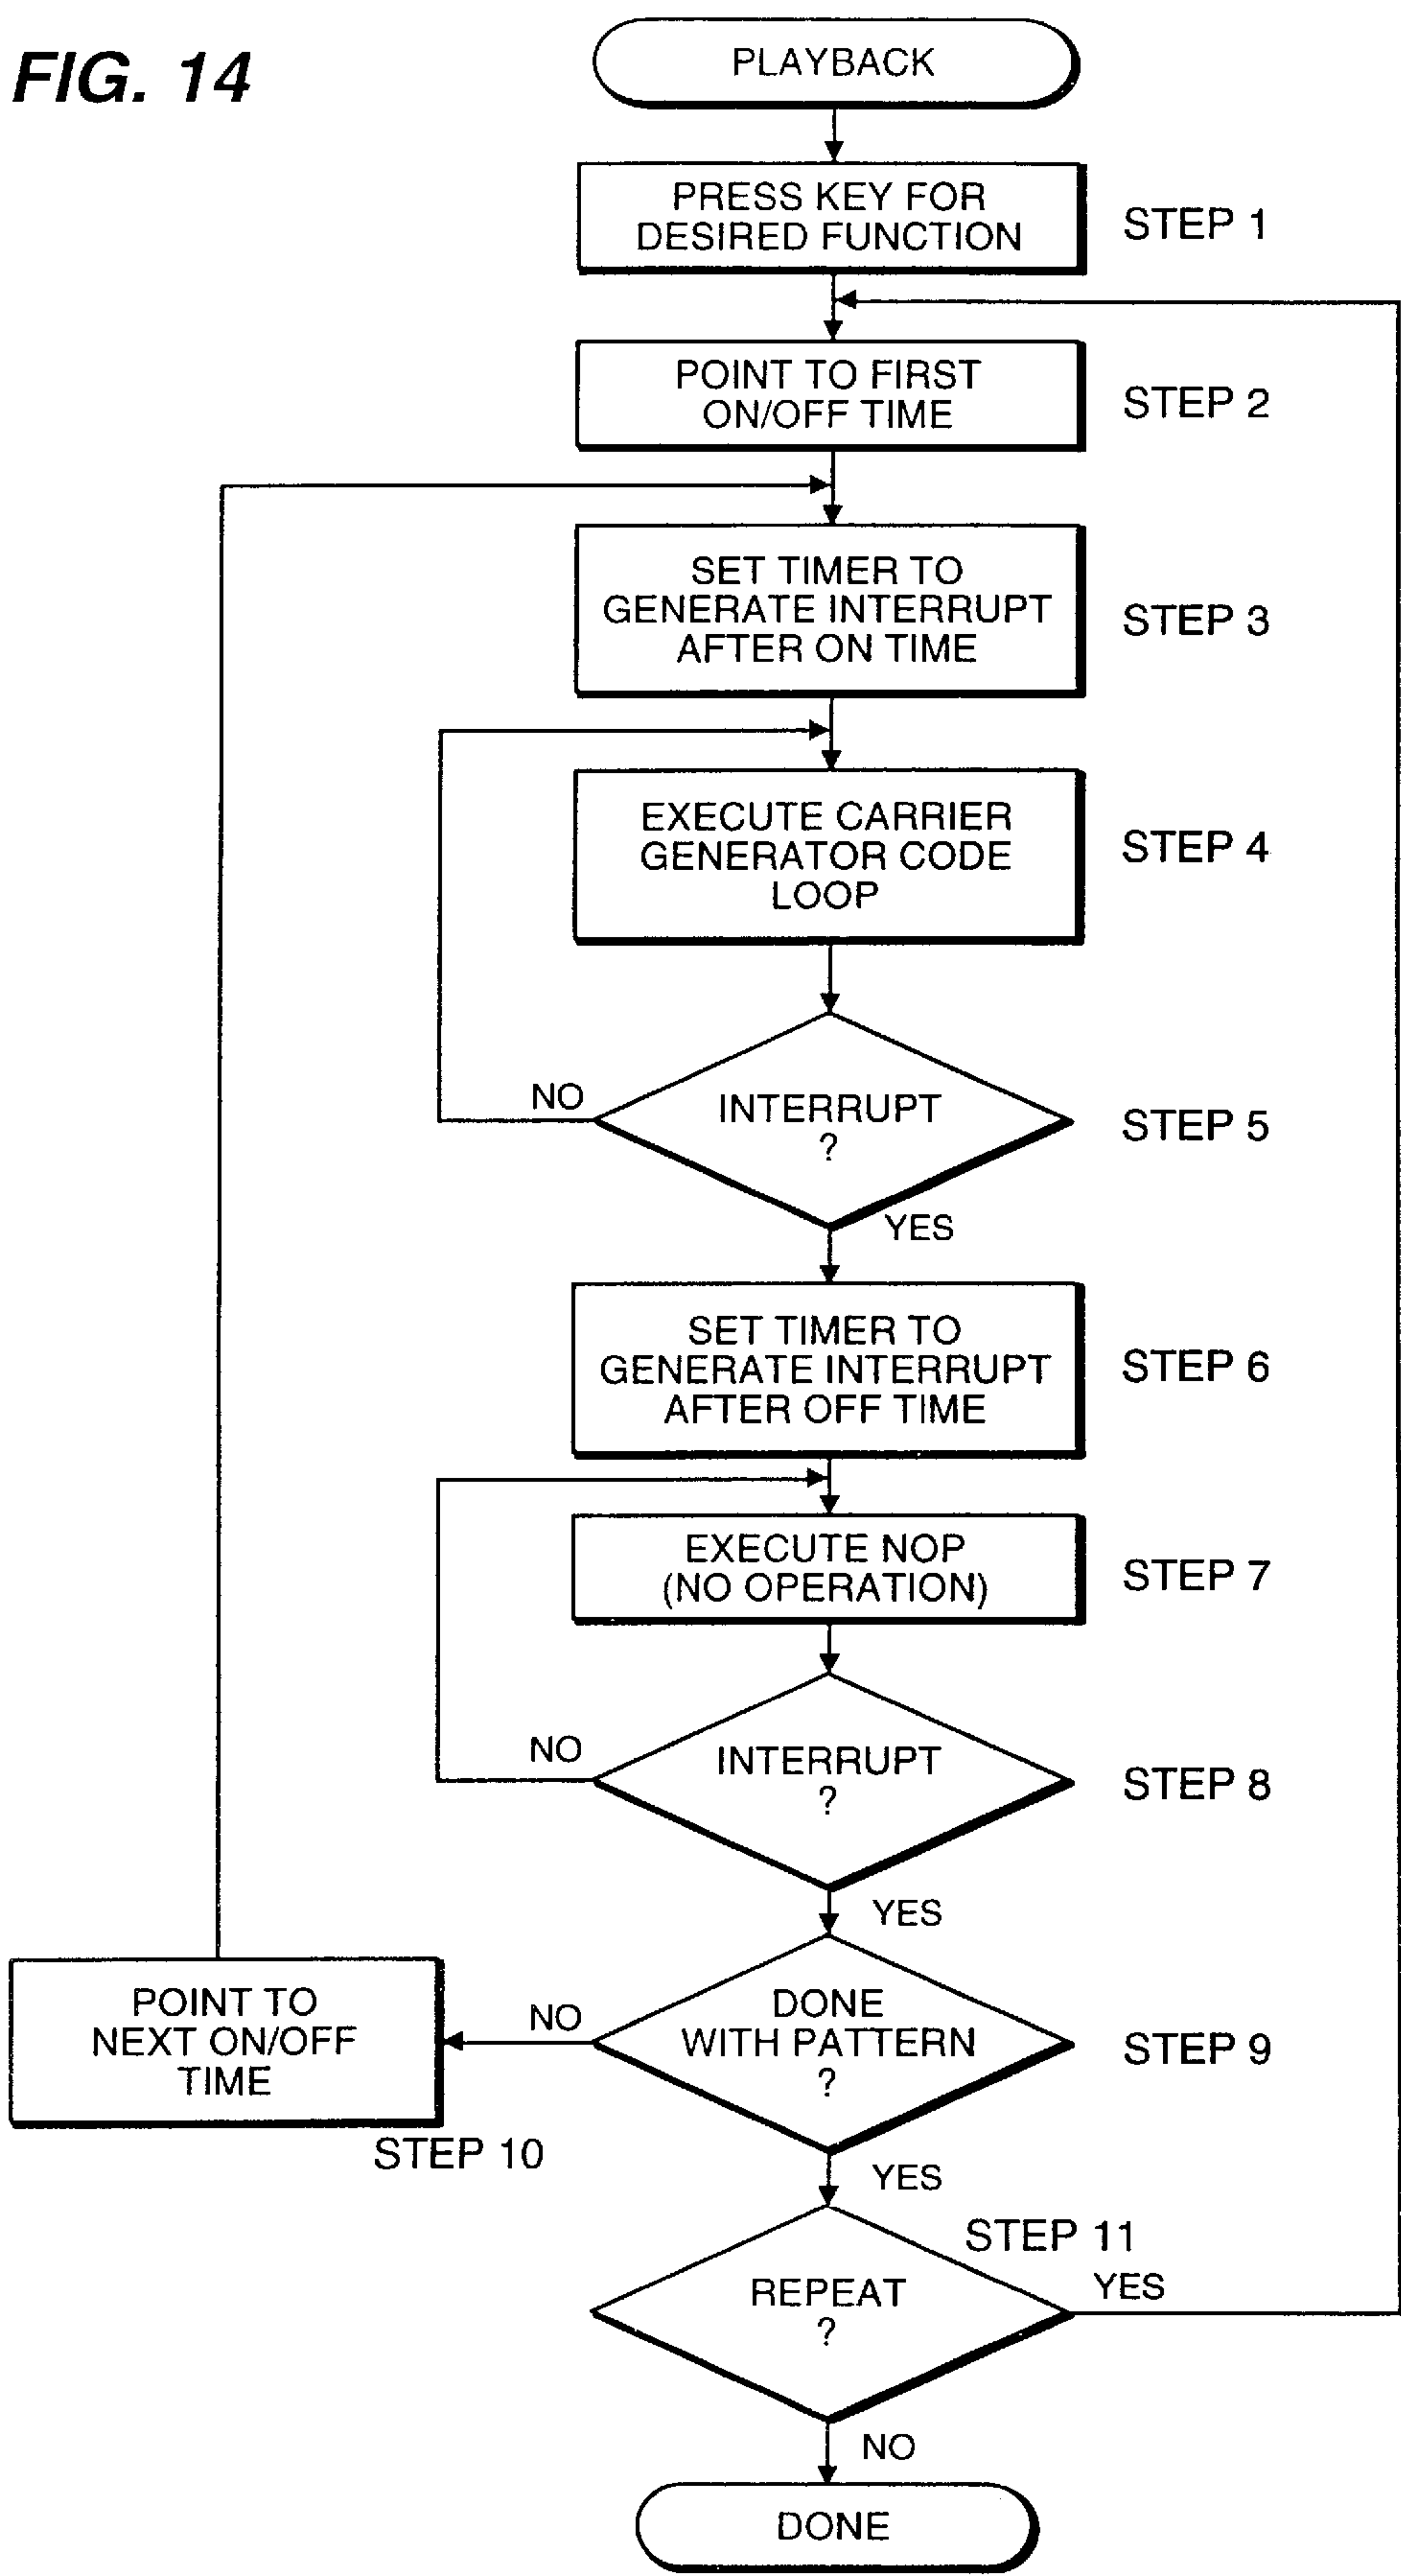 FIG. 14
PLAYBACK
PRESS KEY FOR
DESIRED FUNCTION
STEP 1
POINT TO FIRST
ON/OFF TIME
STEP 2
SET TIMER TO
GENERATE INTERRUPT
AFTER ON TIME
STEP 3
EXECUTE CARRIER
GENERATOR CODE
LOOP
STEP 4
NO
INTERRUPT
?
STEP 5
YES
SET TIMER TO
GENERATE INTERRUPT
AFTER OFF TIME
STEP 6
EXECUTE NOP
(NO OPERATION)
STEP 7
NO
INTERRUPT
?
STEP 8
YES
POINT TO
NEXT ON/OFF
TIME
STEP 10
NO
DONE
WITH PATTERN
?
STEP 9
YES
STEP 11
REPEAT
?
YES
NO
DONE